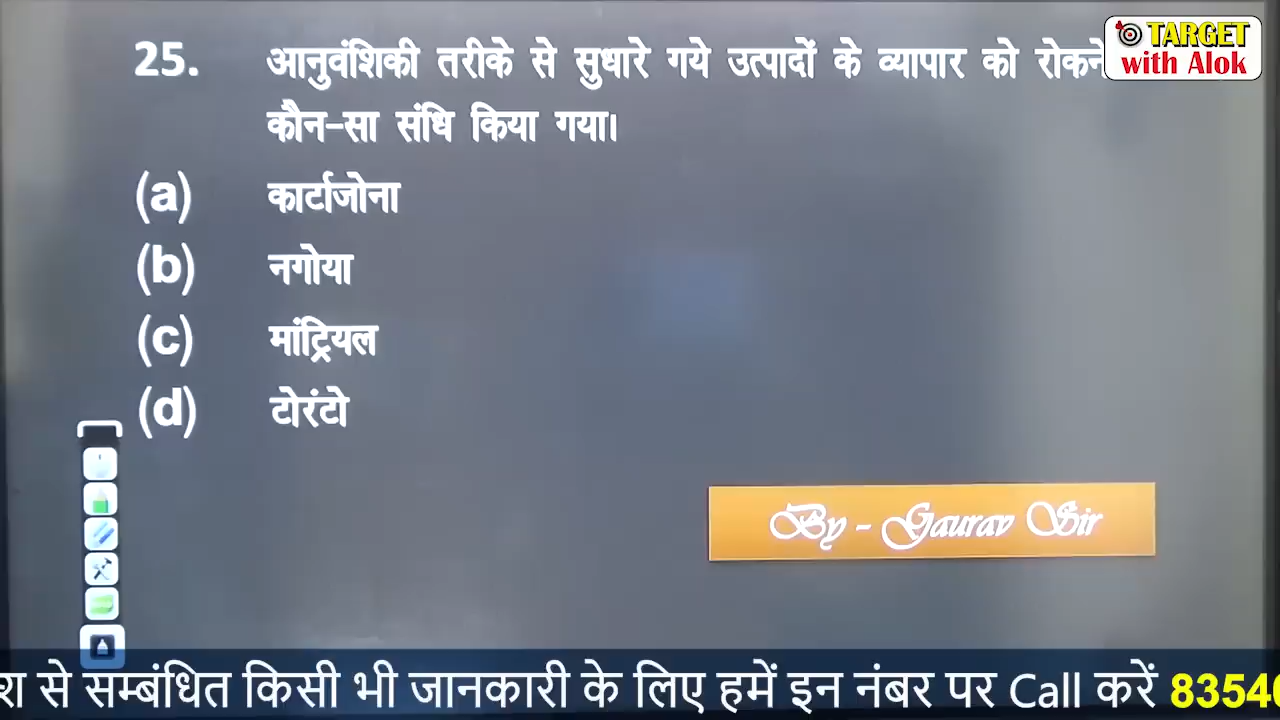 TARGET
with Alok
25. आनुवंशिकी तरीके से सुधारे गये उत्पादों के व्यापार को रोकने
कौन-सा संधि किया गया।
(a) कार्टाजोना
(b) नगोया
(c) मांट्रियल
(d) टोरंटो
By - Gaurav Sir
से सम्बंधित किसी भी जानकारी के लिए हमें इन नंबर पर Call करें